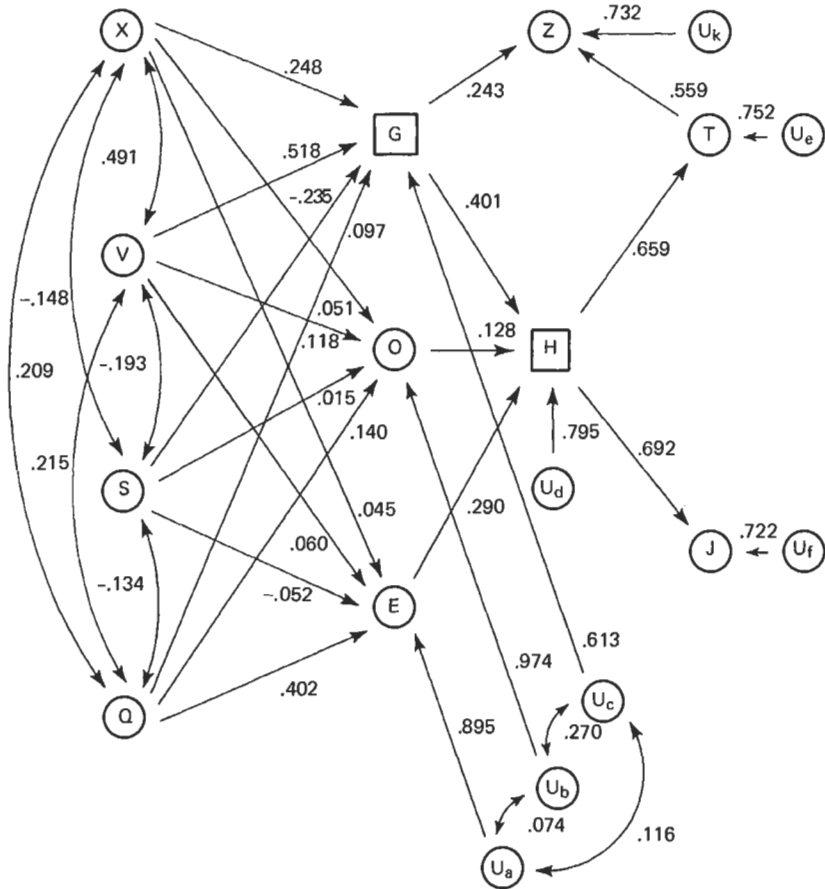 X
Z
.732
Uk
.248
.243
.559
.752
G
T
Ue
.491
.518
-.235
.401
.097
V
.659
-.148
.051
.128
.118
O
H
-.193
.209
.015
.140
.795
.692
.215
S
Ud
.290
.045
.060
J
.722
Uf
-.134
-.052
E
.613
.974
.402
Uc
Q
.895
.270
Ub
.074
.116
Ua